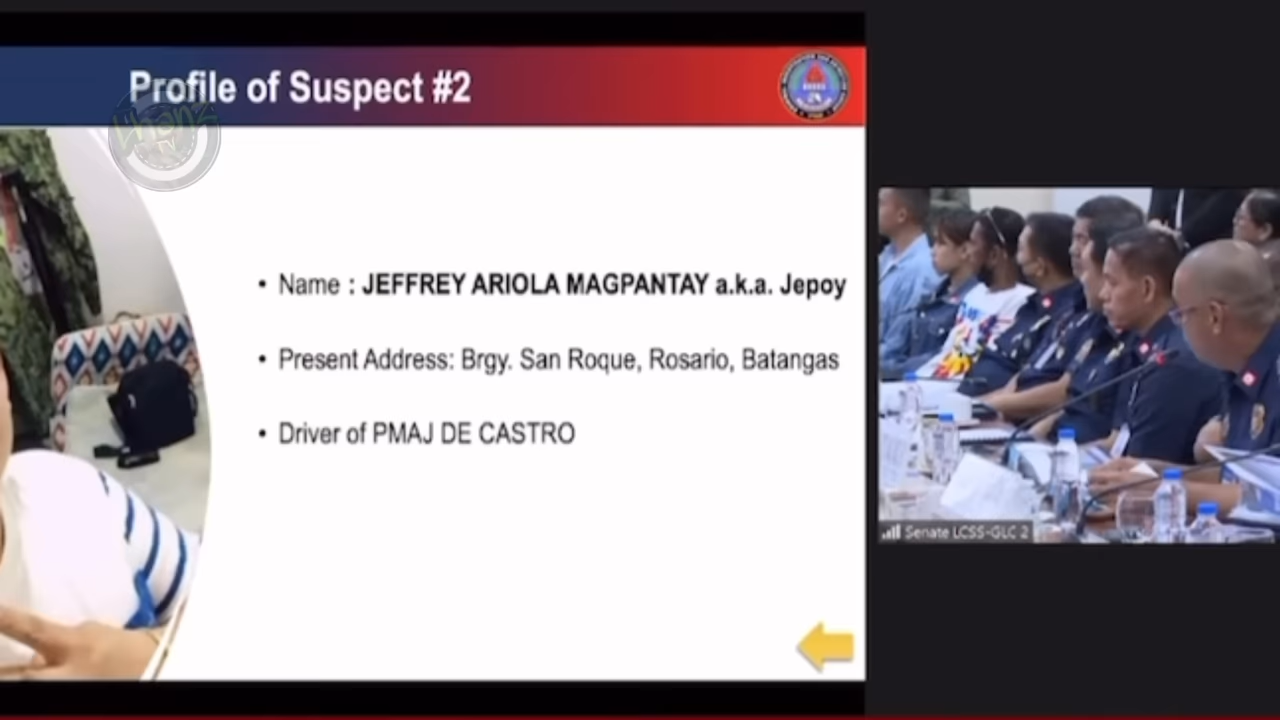 Profile of Suspect #2
• Name : JEFFREY ARIOLA MAGPANTAY a.k.a. Jepoy
• Present Address: Brgy. San Roque, Rosario, Batangas
• Driver of PMAJ DE CASTRO
Senate LCSS-GLC 2